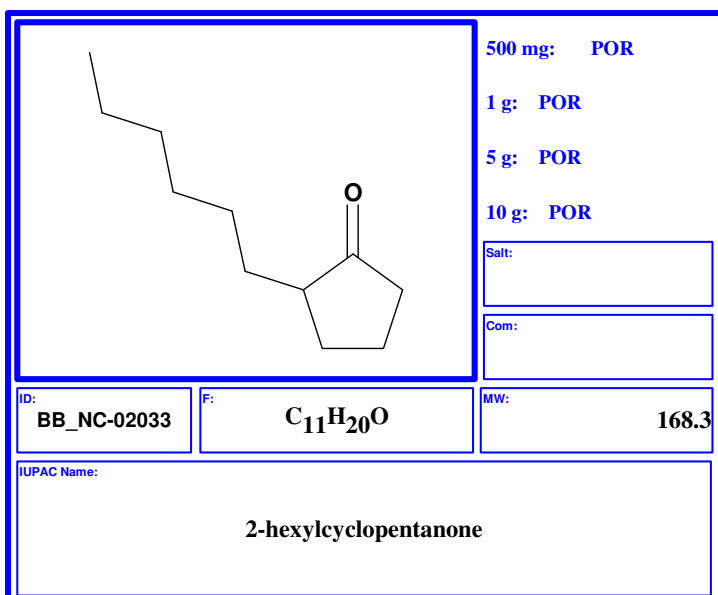 O
500 mg: POR
1 g: POR
5 g: POR
10 g: POR
Salt:
Com:
ID:
BB_NC-02033
F:
C11H20O
MW:
168.3
IUPAC Name:
2-hexylcyclopentanone